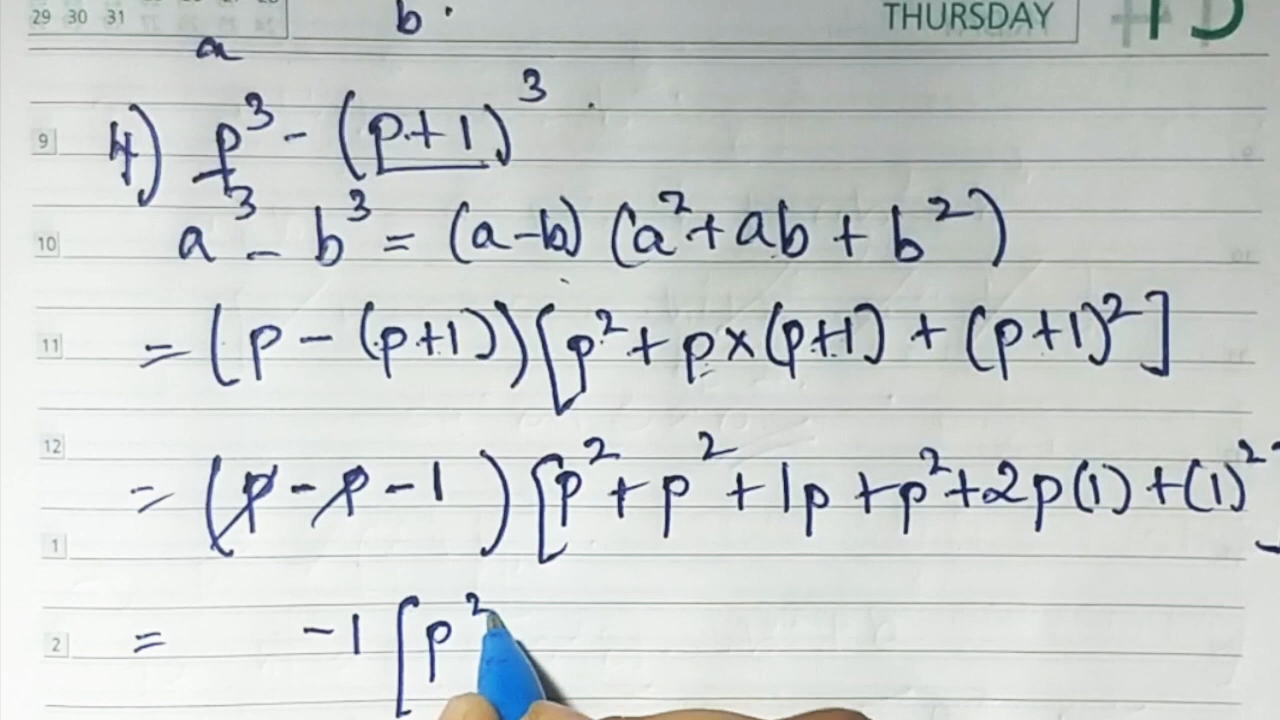 29 30 31
b.
THURSDAY
a
4) p³ - (p+1)³
9
a³ - b³ = (a-b) (a²+ab+b²)
10
= (p-(p+1)) [p²+p×(p+1)+(p+1)²]
11
12
= (p-p-1) [p²+p²+1p+p²+2p(1)+(1)²]
1
= -1 [p²
2